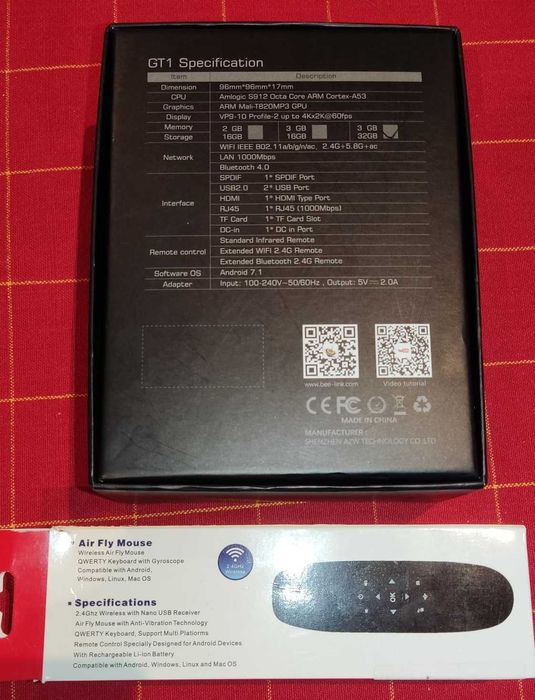 GT1 Specification
Item Description
Dimension 96mm*96mm*17mm
CPU Amlogic S912 Octa Core ARM Cortex-A53
Graphics ARM Mali-T820MP3 GPU
Display VP9-10 Profile-2 up to 4Kx2K@60fps
Memory 2 GB 3 GB 3 GB
Storage 16GB 16GB 32GB
Network WIFI IEEE 802.11a/b/g/n/ac, 2.4G+5.8G+ac
LAN 1000Mbps
Bluetooth 4.0
Interface SPDIF 1* SPDIF Port
USB2.0 2* USB Port
HDMI 1* HDMI Type Port
RJ45 1* RJ45 (1000Mbps)
TF Card 1* TF Card Slot
DC-in 1* DC in Port
Remote control Standard Infrared Remote
Extended WIFI 2.4G Remote
Extended Bluetooth 2.4G Remote
Software OS Android 7.1
Adapter Input: 100-240V~50/60Hz, Output: 5V 2.0A
www.bee-link.com Video tutorial
CE FC
MADE IN CHINA
MANUFACTURER:
SHENZHEN AZW TECHNOLOGY CO.,LTD
Air Fly Mouse
Wireless Air Fly Mouse
QWERTY Keyboard with Gyroscope
Compatible with Android,
Windows, Linux, Mac OS
2.4GHz
Wireless
OK
Specifications
2.4Ghz Wireless with Nano USB Receiver
Air Fly Mouse with Anti-Vibration Technology
QWERTY Keyboard, Support Multi Platforms
Remote Control Specially Designed for Android Devices
With Rechargable Li-Ion Battery
Compatible with Android, Windows, Linux and Mac OS